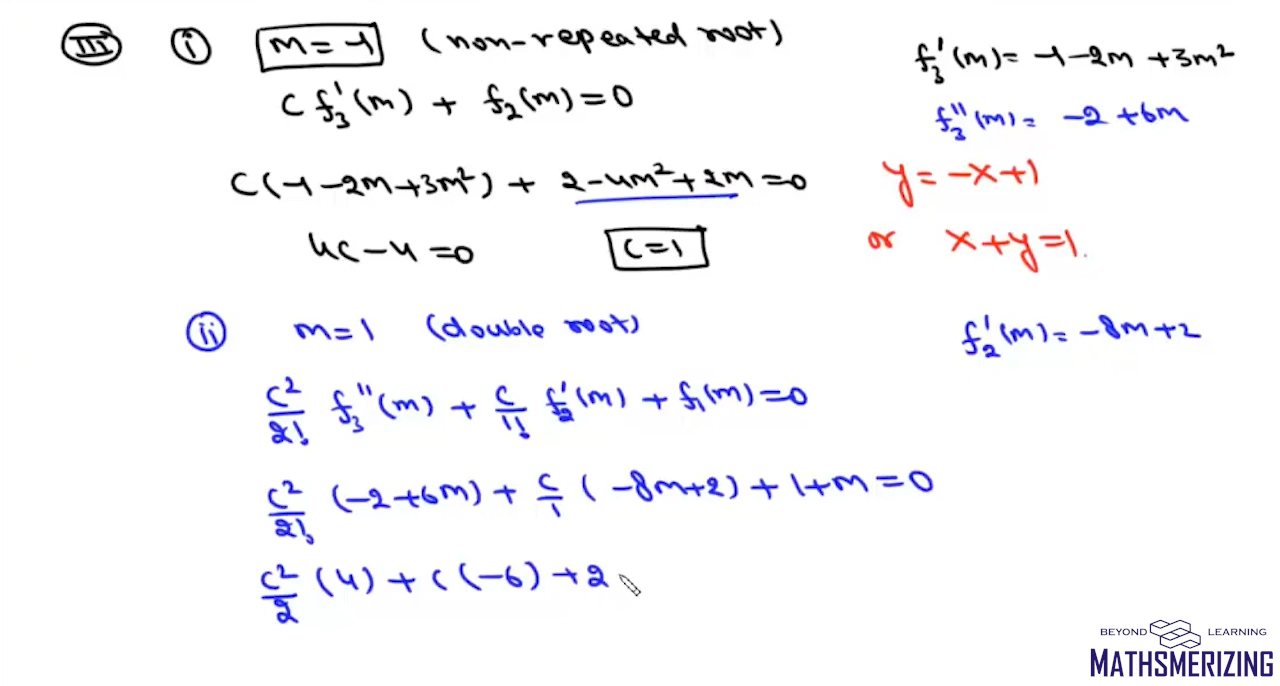 III (i) m = -1 (non-repeated root)
c f₃'(m) + f₂(m) = 0
f₃'(m) = -1 - 2m + 3m²
f₃''(m) = -2 + 6m
c(-1 - 2m + 3m²) + 2 - 4m² + 2m = 0
y = -x + 1
4c - 4 = 0 c = 1
or x + y = 1.
(ii) m = 1 (double root)
f₂'(m) = -8m + 2
c²/2! f₃''(m) + c/1! f₂'(m) + f₁(m) = 0
c²/2! (-2 + 6m) + c/1 (-8m + 2) + 1 + m = 0
c²/2 (4) + c(-6) + 2
BEYOND LEARNING
MATHSMERIZING